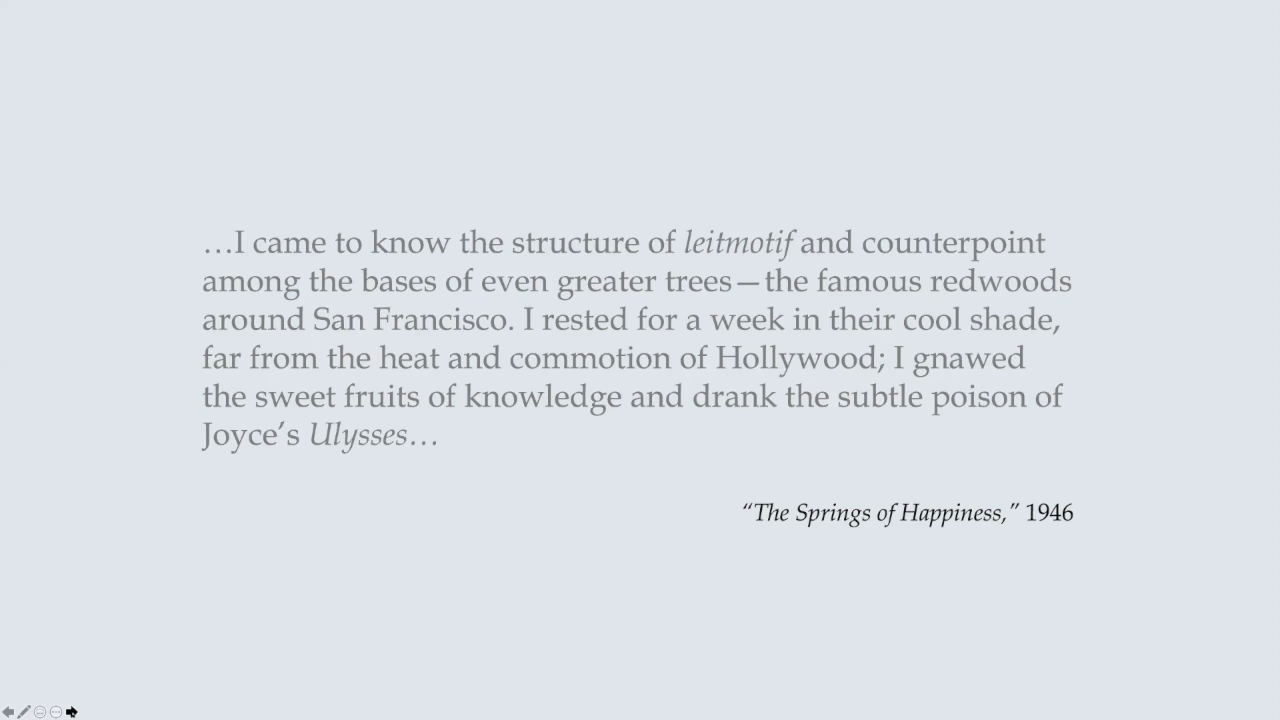 …I came to know the structure of leitmotif and counterpoint
among the bases of even greater trees—the famous redwoods
around San Francisco. I rested for a week in their cool shade,
far from the heat and commotion of Hollywood; I gnawed
the sweet fruits of knowledge and drank the subtle poison of
Joyce’s Ulysses…
“The Springs of Happiness,” 1946